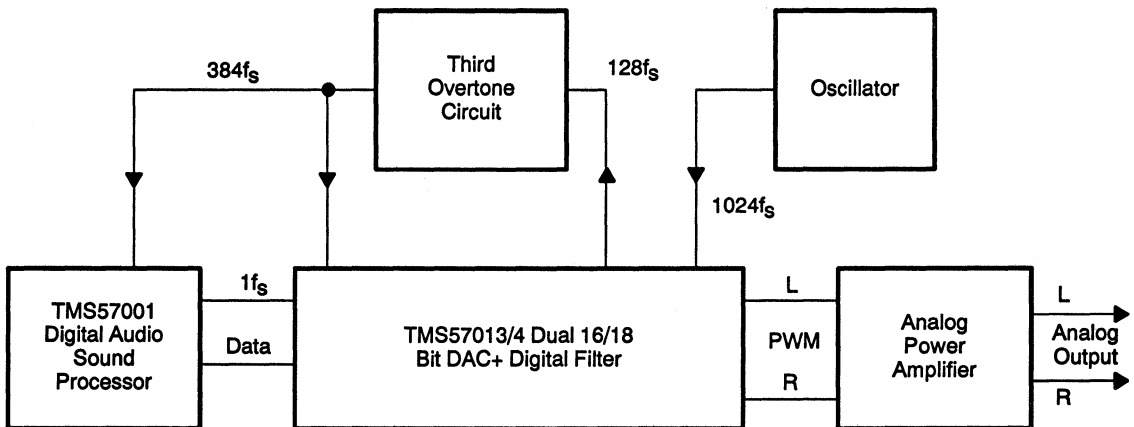 384fS
Third
Overtone
Circuit
128fS
Oscillator
1024fS
TMS57001
Digital Audio
Sound
Processor
1fS
Data
TMS57013/4 Dual 16/18
Bit DAC+ Digital Filter
L
PWM
R
Analog
Power
Amplifier
L
Analog
Output
R